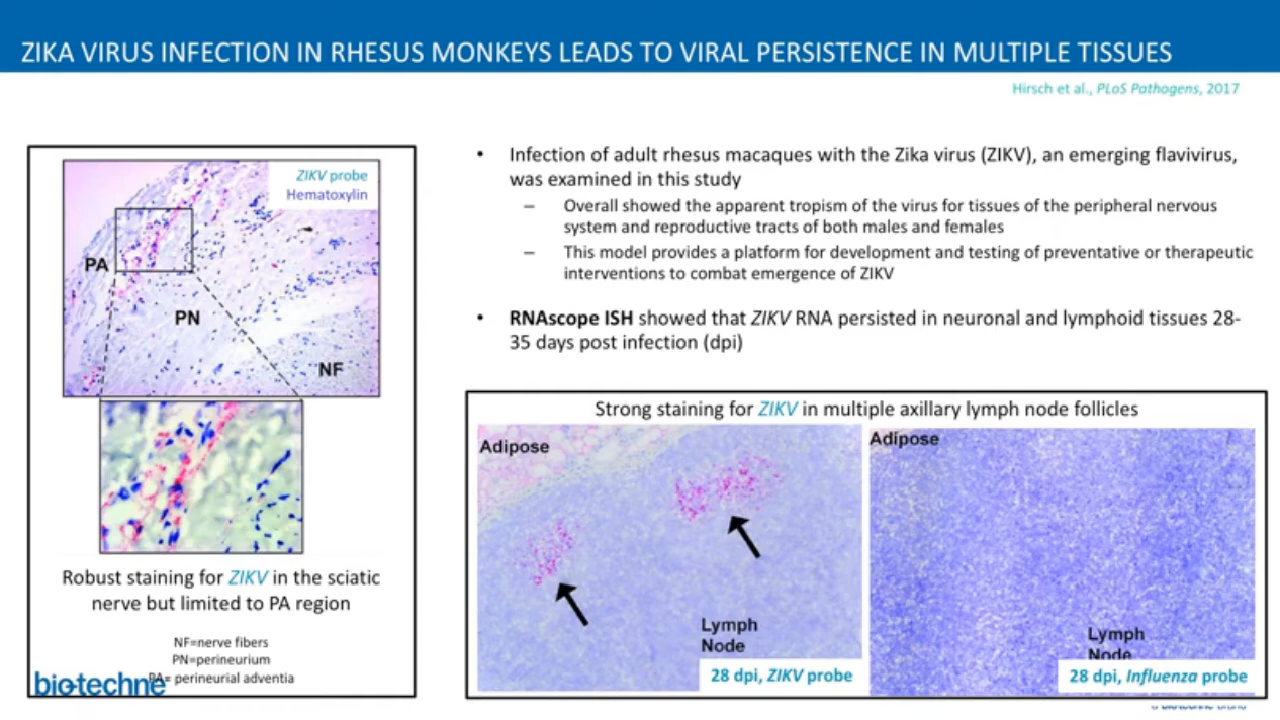 ZIKA VIRUS INFECTION IN RHESUS MONKEYS LEADS TO VIRAL PERSISTENCE IN MULTIPLE TISSUES
Hirsch et al., PLoS Pathogens, 2017
ZIKV probe
Hematoxylin
PA
PN
NF
Robust staining for ZIKV in the sciatic
nerve but limited to PA region
NF=nerve fibers
PN=perineurium
PA= perineurial adventia
bio-techne
• Infection of adult rhesus macaques with the Zika virus (ZIKV), an emerging flavivirus,
was examined in this study
– Overall showed the apparent tropism of the virus for tissues of the peripheral nervous
system and reproductive tracts of both males and females
– This model provides a platform for development and testing of preventative or therapeutic
interventions to combat emergence of ZIKV
• RNAscope ISH showed that ZIKV RNA persisted in neuronal and lymphoid tissues 28-
35 days post infection (dpi)
Strong staining for ZIKV in multiple axillary lymph node follicles
Adipose
Lymph
Node
28 dpi, ZIKV probe
Adipose
Lymph
Node
28 dpi, Influenza probe